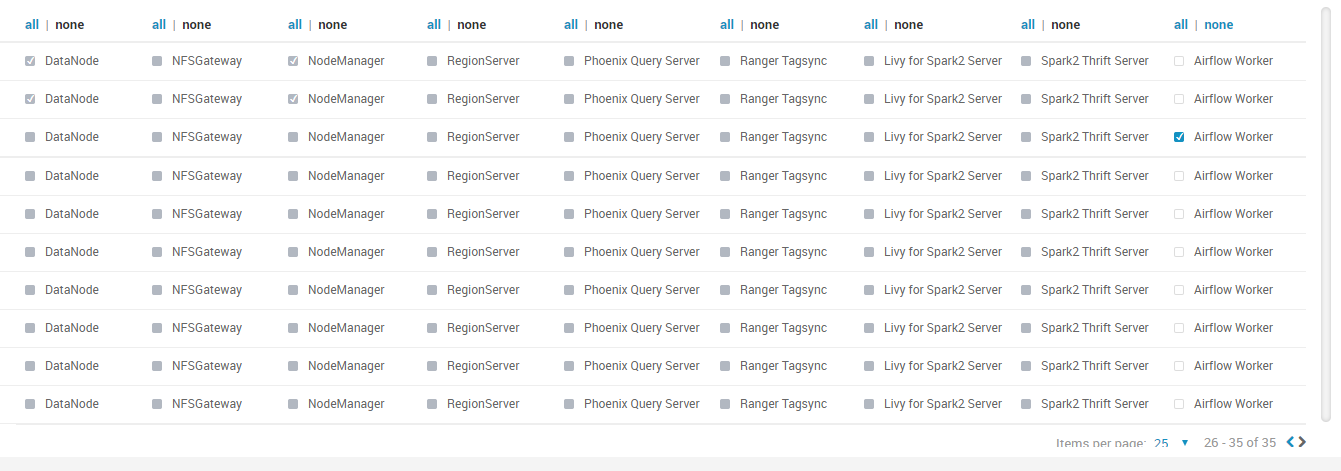 all | none all | none all | none all | none all | none all | none all | none all | none all | none
DataNode NFSGateway NodeManager RegionServer Phoenix Query Server Ranger Tagsync Livy for Spark2 Server Spark2 Thrift Server Airflow Worker
DataNode NFSGateway NodeManager RegionServer Phoenix Query Server Ranger Tagsync Livy for Spark2 Server Spark2 Thrift Server Airflow Worker
DataNode NFSGateway NodeManager RegionServer Phoenix Query Server Ranger Tagsync Livy for Spark2 Server Spark2 Thrift Server Airflow Worker
DataNode NFSGateway NodeManager RegionServer Phoenix Query Server Ranger Tagsync Livy for Spark2 Server Spark2 Thrift Server Airflow Worker
DataNode NFSGateway NodeManager RegionServer Phoenix Query Server Ranger Tagsync Livy for Spark2 Server Spark2 Thrift Server Airflow Worker
DataNode NFSGateway NodeManager RegionServer Phoenix Query Server Ranger Tagsync Livy for Spark2 Server Spark2 Thrift Server Airflow Worker
DataNode NFSGateway NodeManager RegionServer Phoenix Query Server Ranger Tagsync Livy for Spark2 Server Spark2 Thrift Server Airflow Worker
DataNode NFSGateway NodeManager RegionServer Phoenix Query Server Ranger Tagsync Livy for Spark2 Server Spark2 Thrift Server Airflow Worker
DataNode NFSGateway NodeManager RegionServer Phoenix Query Server Ranger Tagsync Livy for Spark2 Server Spark2 Thrift Server Airflow Worker
DataNode NFSGateway NodeManager RegionServer Phoenix Query Server Ranger Tagsync Livy for Spark2 Server Spark2 Thrift Server Airflow Worker
Items per page: 25 26 - 35 of 35